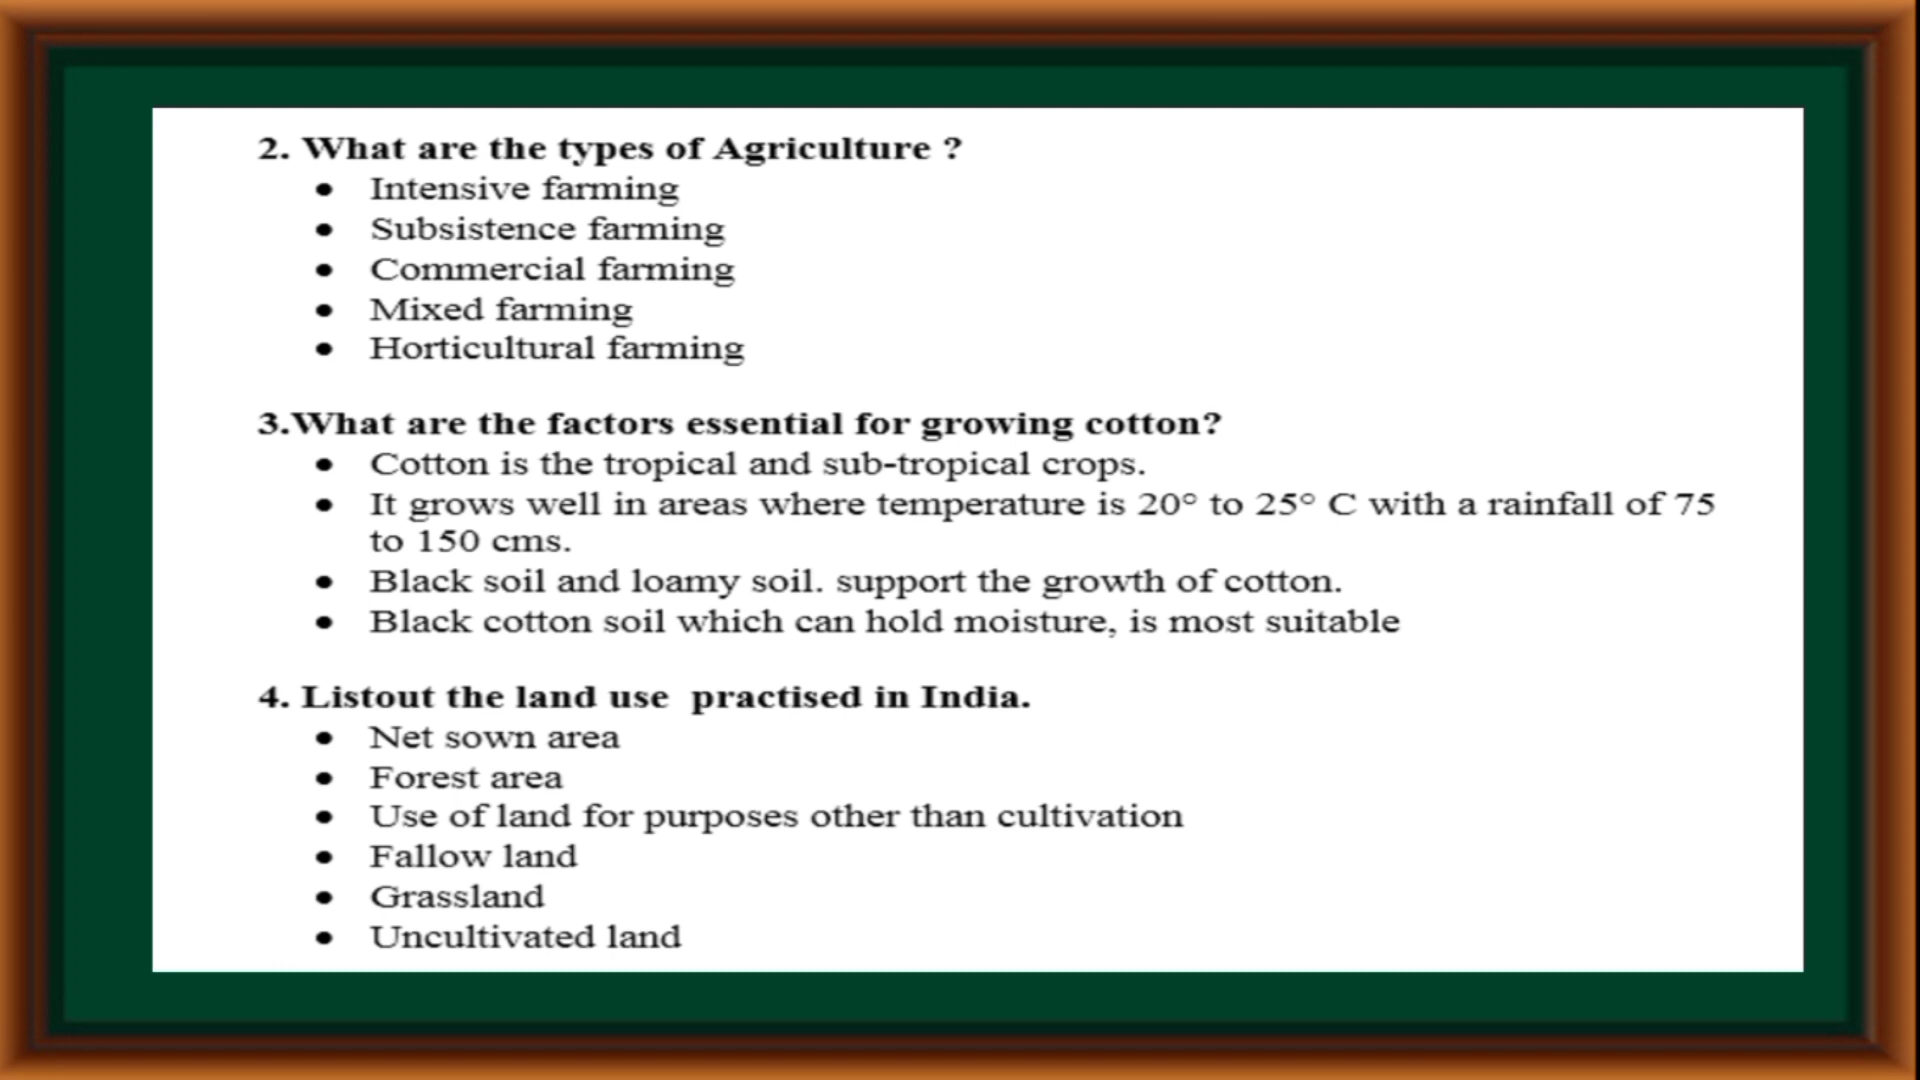 2. What are the types of Agriculture ?
• Intensive farming
• Subsistence farming
• Commercial farming
• Mixed farming
• Horticultural farming
3.What are the factors essential for growing cotton?
• Cotton is the tropical and sub-tropical crops.
• It grows well in areas where temperature is 20° to 25° C with a rainfall of 75
to 150 cms.
• Black soil and loamy soil. support the growth of cotton.
• Black cotton soil which can hold moisture, is most suitable
4. Listout the land use  practised in India.
• Net sown area
• Forest area
• Use of land for purposes other than cultivation
• Fallow land
• Grassland
• Uncultivated land